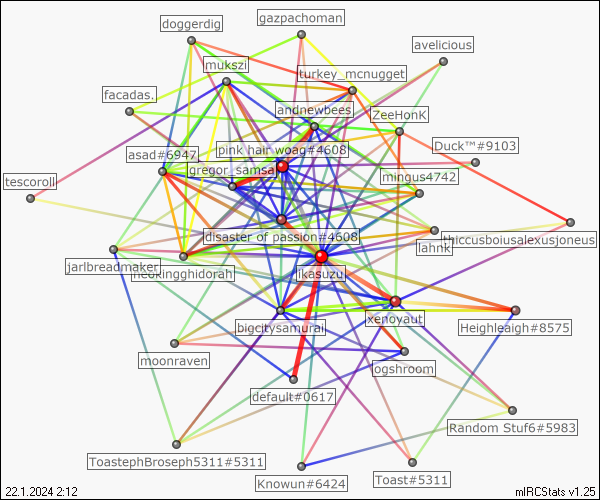 gazpachoman
doggerdig
avelicious
mukszi
turkey_mcnugget
facadas.
andnewbees
ZeeHonK
pink hair woag#4608
Duck™#9103
asad#6947
gregor_samsa
mingus4742
tescoroll
disaster of passion#4608
lahnk
thiccusboiusalexusjoneus
jarlbreadmaker
neoxingghidorah
ikasuzu
bigcitysamurai
xenoyaut
Heighleaigh#8575
moonraven
ogshroom
default#0617
Random Stuf6#5983
ToastephBroseph5311#5311
Knowun#6424
Toast#5311
22.1.2024 2:12
mIRCStats v1.25